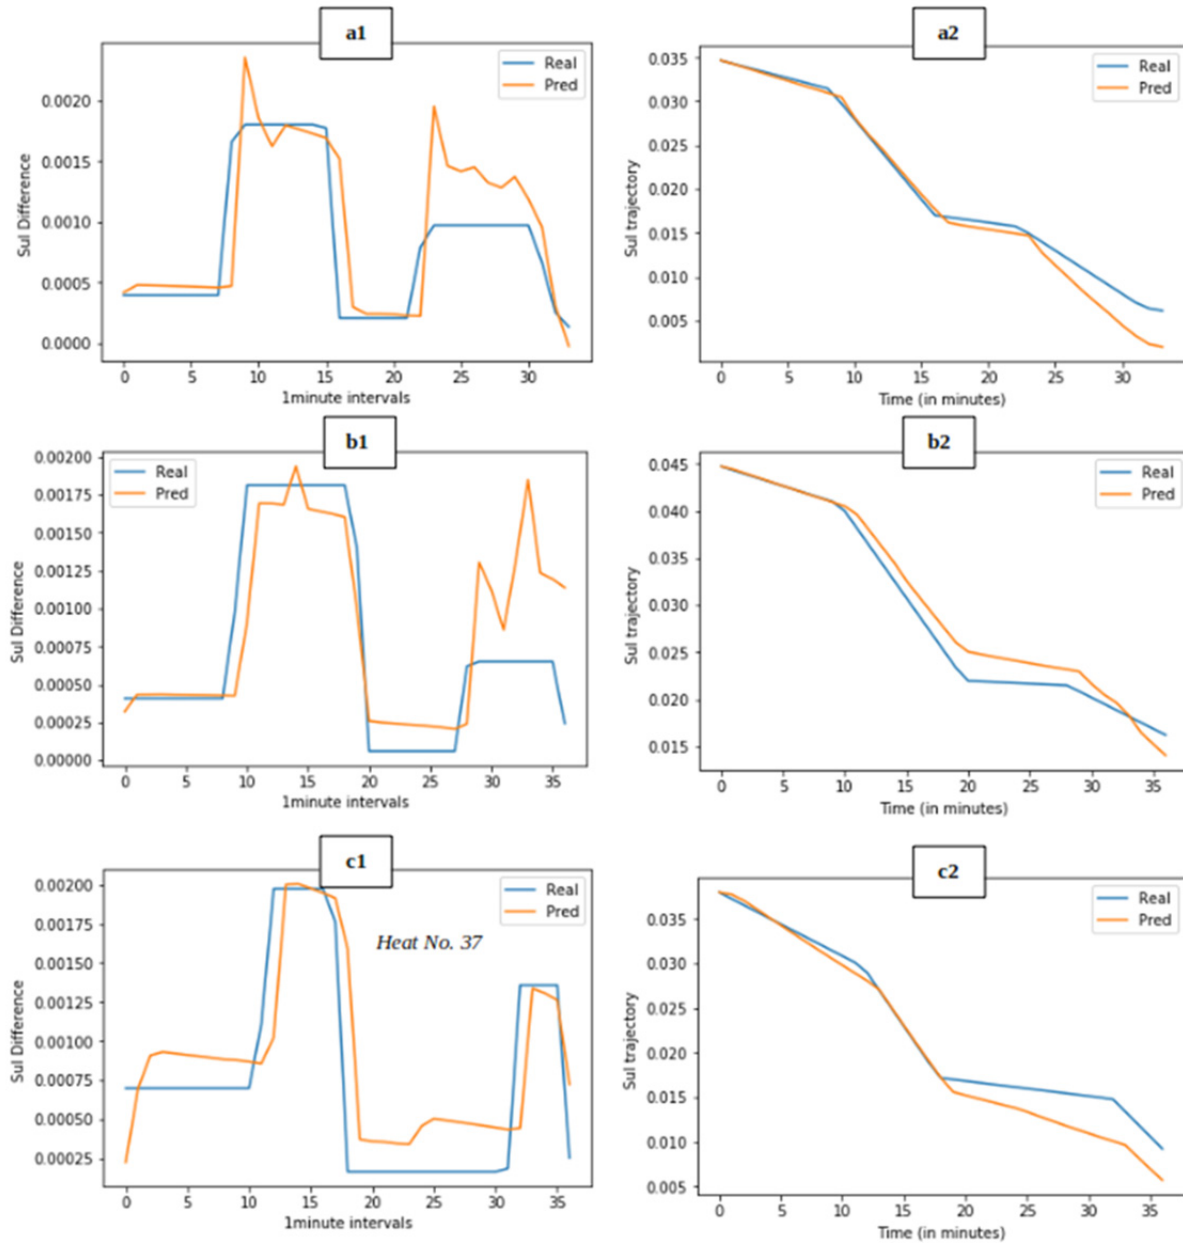 a1
Real
Pred
Sul Difference
0.0020
0.0015
0.0010
0.0005
0.0000
0 5 10 15 20 25 30
1minute intervals
a2
Real
Pred
Sul trajectory
0.035
0.030
0.025
0.020
0.015
0.010
0.005
0 5 10 15 20 25 30
Time (in minutes)
b1
Real
Pred
Sul Difference
0.00200
0.00175
0.00150
0.00125
0.00100
0.00075
0.00050
0.00025
0.00000
0 5 10 15 20 25 30 35
1minute intervals
b2
Real
Pred
Sul trajectory
0.045
0.040
0.035
0.030
0.025
0.020
0.015
0 5 10 15 20 25 30 35
Time (in minutes)
c1
Real
Pred
Heat No. 37
Sul Difference
0.00200
0.00175
0.00150
0.00125
0.00100
0.00075
0.00050
0.00025
0 5 10 15 20 25 30 35
1minute intervals
c2
Real
Pred
Sul trajectory
0.035
0.030
0.025
0.020
0.015
0.010
0.005
0 5 10 15 20 25 30 35
Time (in minutes)